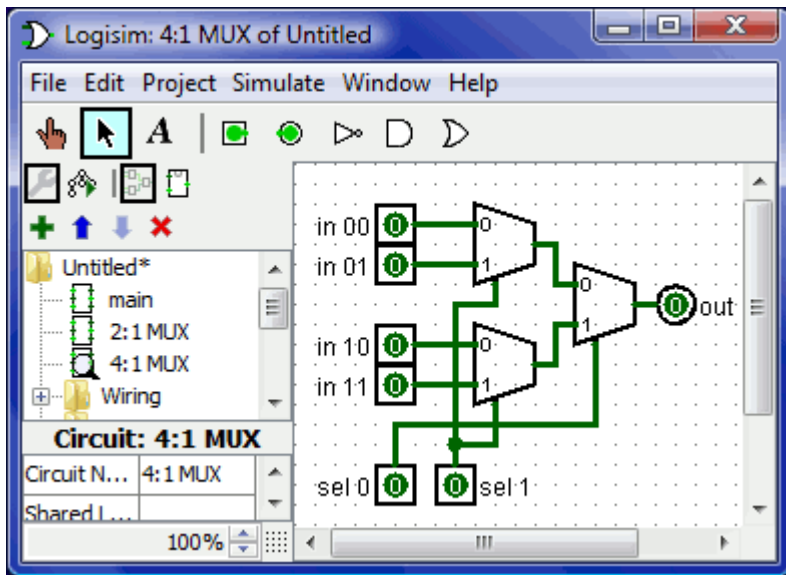 Logisim: 4:1 MUX of Untitled
File Edit Project Simulate Window Help
A
Untitled*
main
2:1 MUX
4:1 MUX
Wiring
Circuit: 4:1 MUX
Circuit N... 4:1 MUX
Shared L...
100%
in 00 0 0
in 01 0 1
0 0 out
1
in 10 0 0
in 11 0 1
sel 0 0 0 sel 1